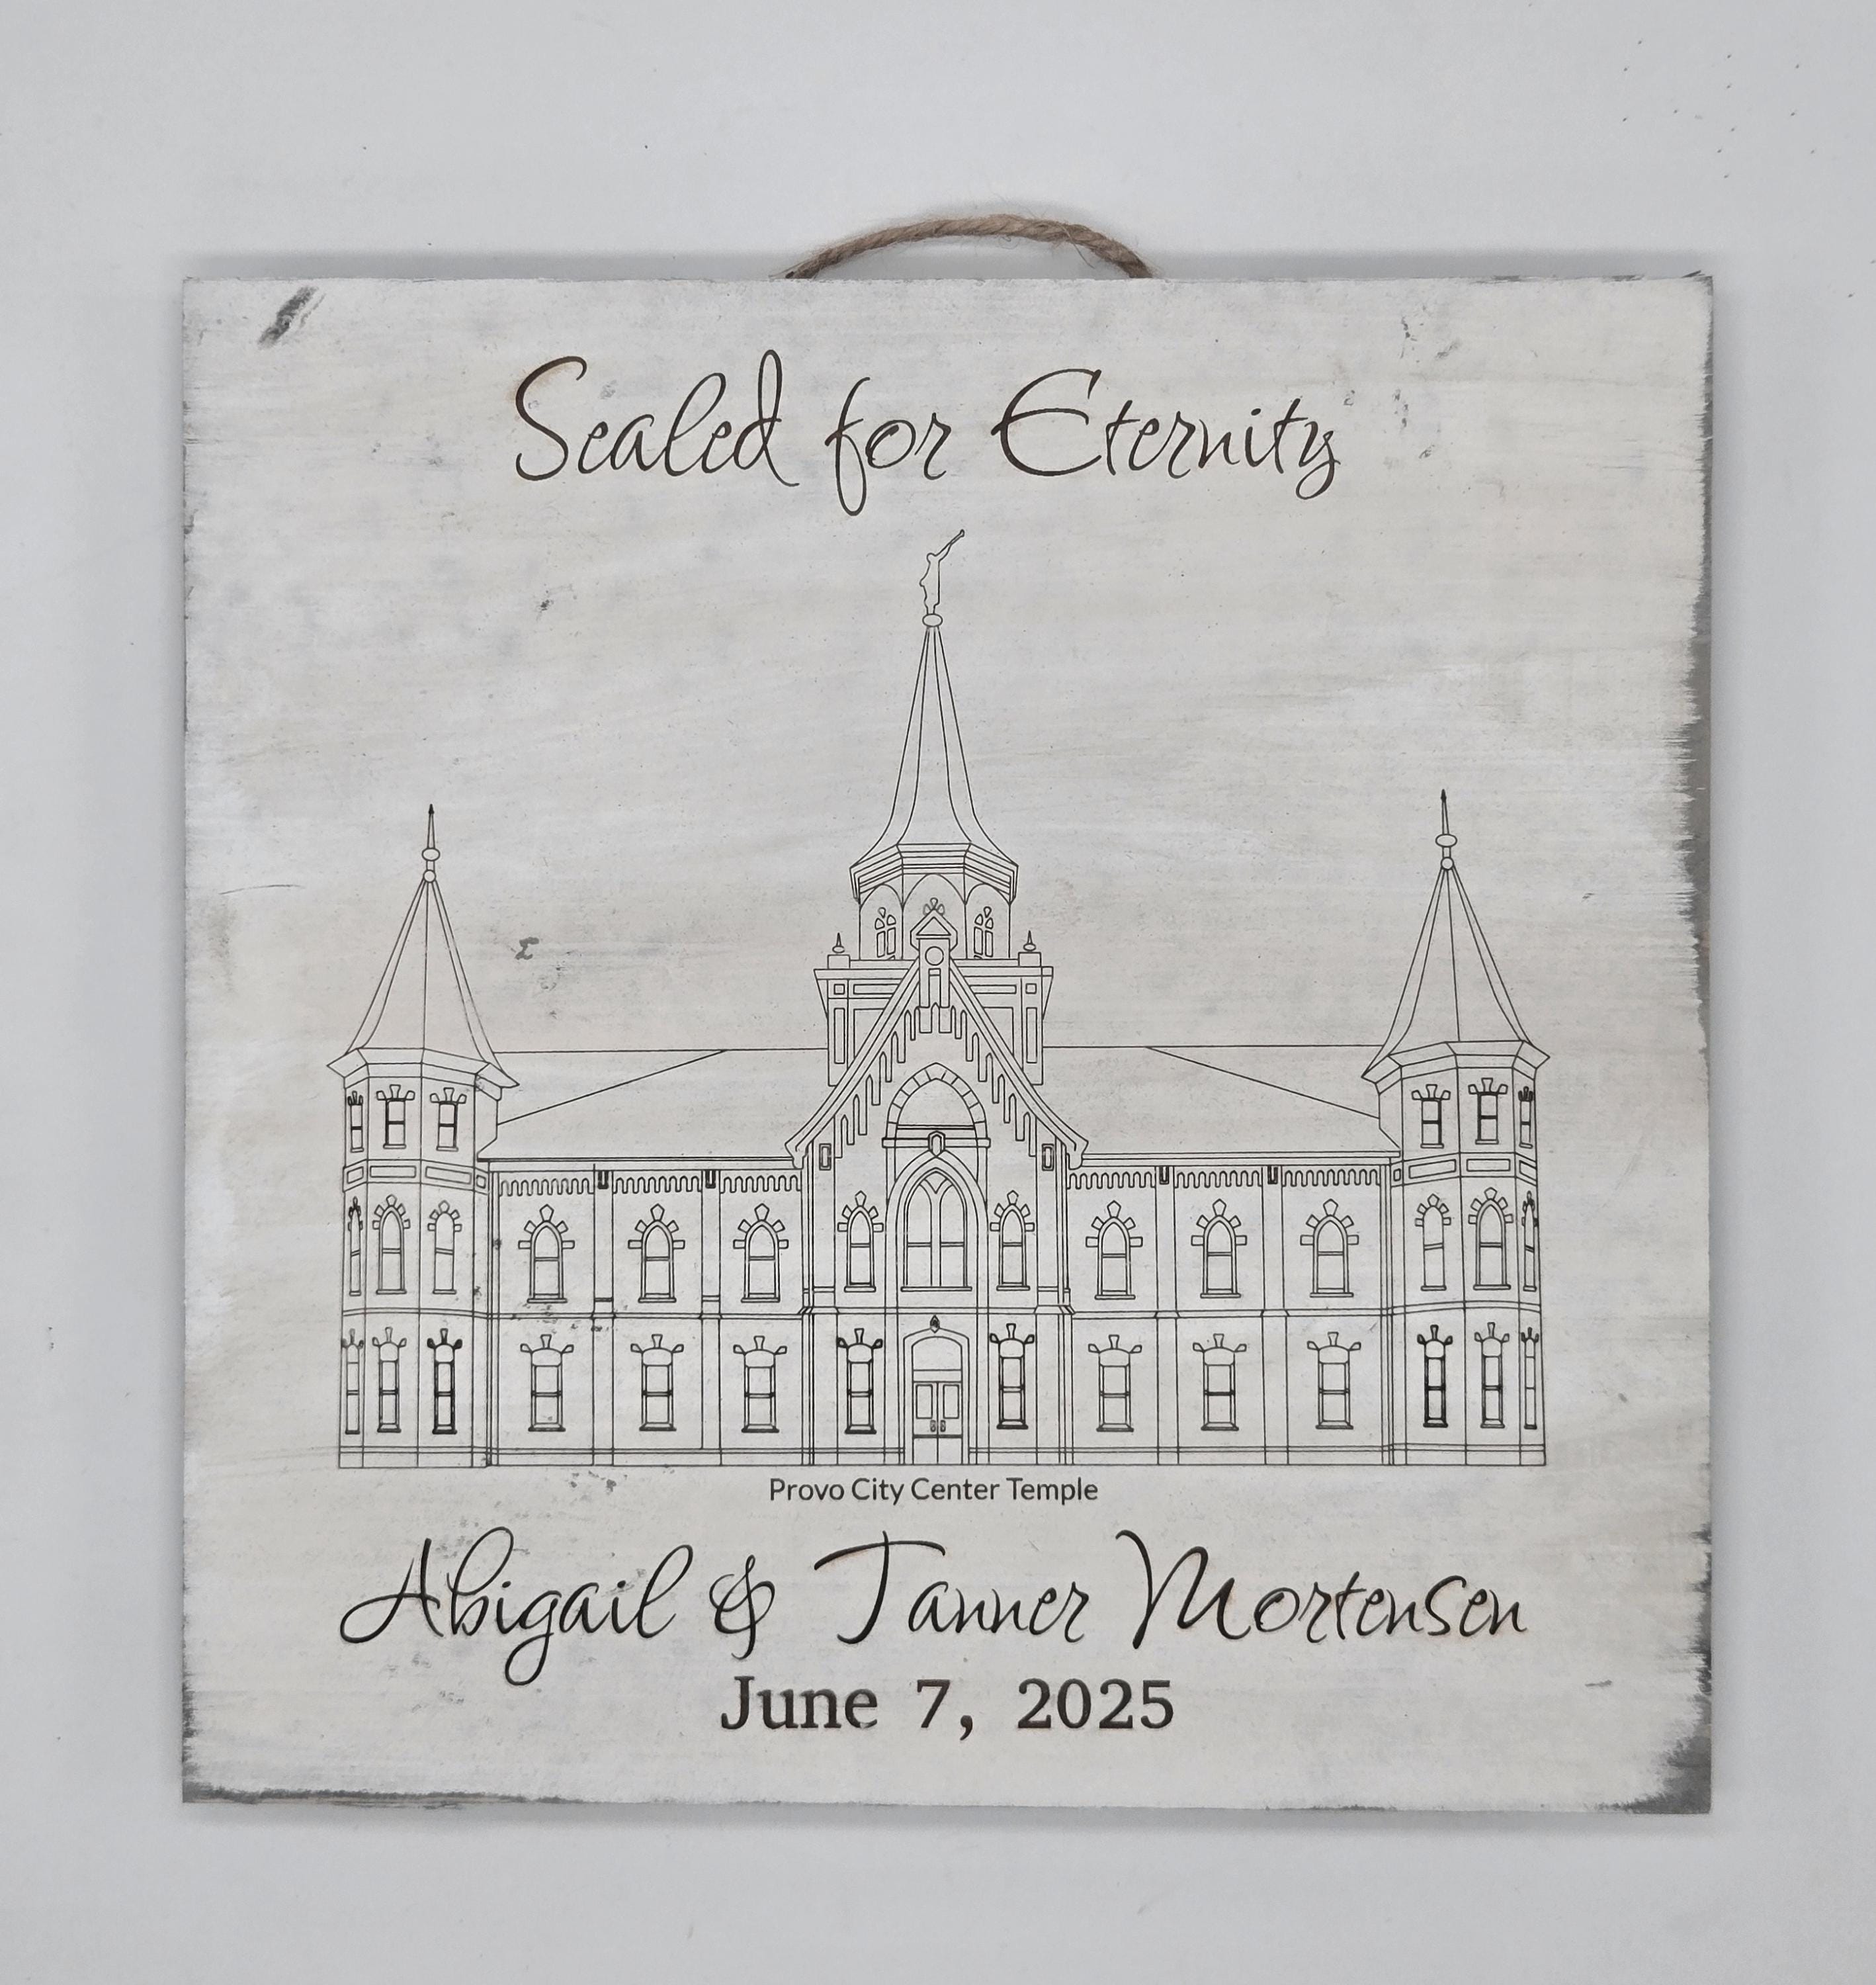 Sealed for Eternity
Provo City Center Temple
Abigail & Tanner Mortensen
June 7, 2025